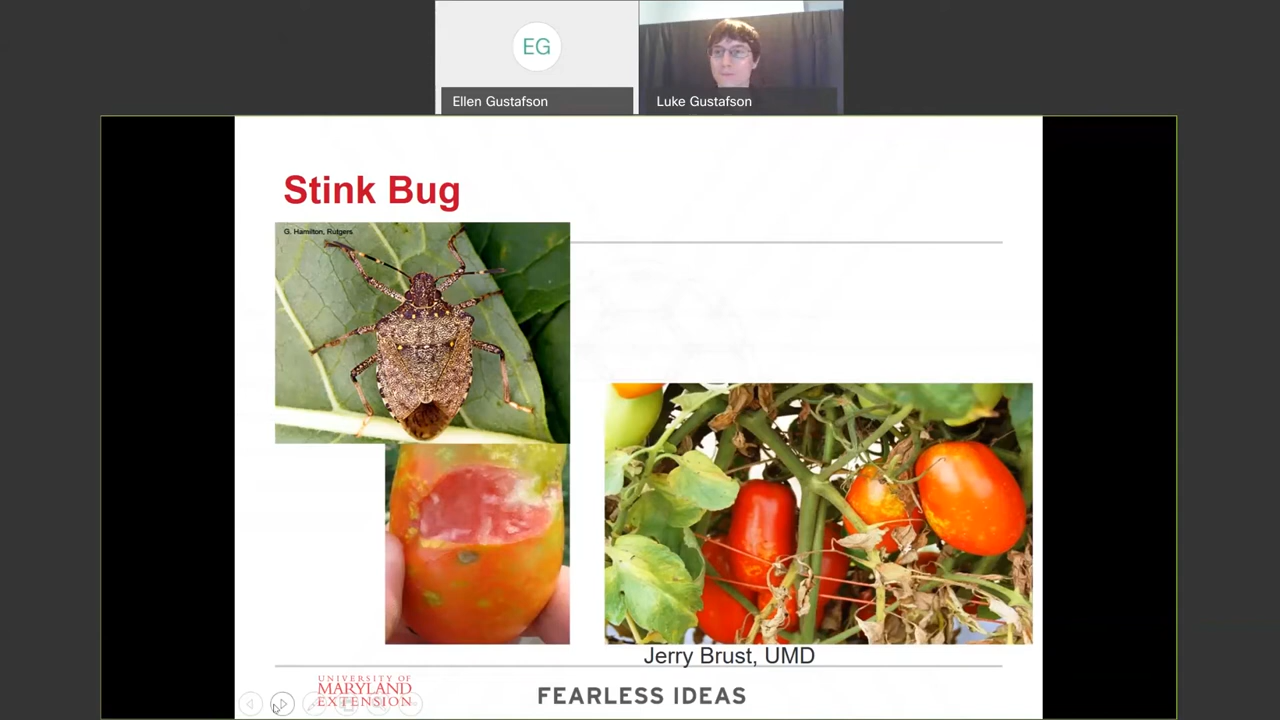 EG
Ellen Gustafson
Luke Gustafson
Stink Bug
G. Hamilton, Rutgers
Jerry Brust, UMD
UNIVERSITY OF
MARYLAND
EXTENSION
FEARLESS IDEAS